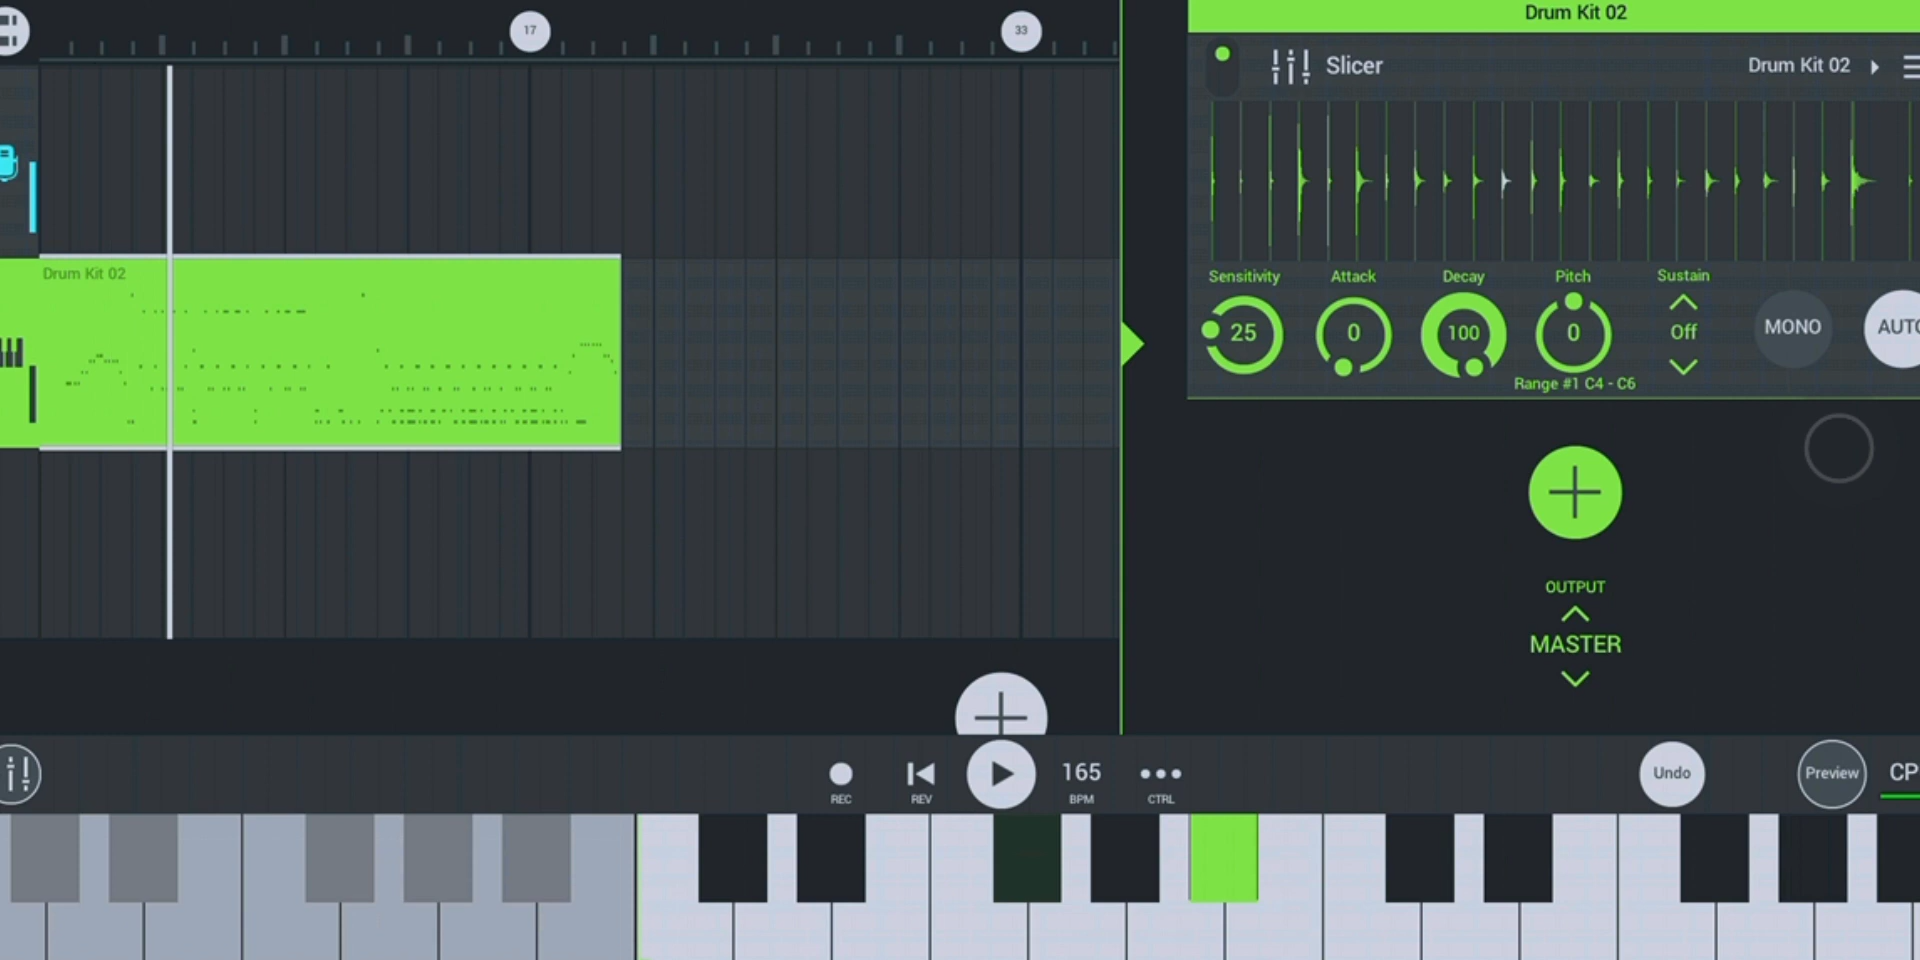 17
33
Drum Kit 02
Slicer
Drum Kit 02
Drum Kit 02
Sensitivity
Attack
Decay
Pitch
Sustain
25
0
100
0
Off
MONO
AUTO
Range #1 C4 - C6
OUTPUT
MASTER
165
Undo
Preview
CP
REC
REV
BPM
CTRL